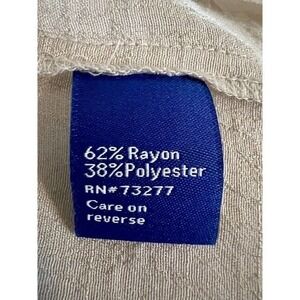 62% Rayon
38% Polyester
RN#73277
Care on
reverse